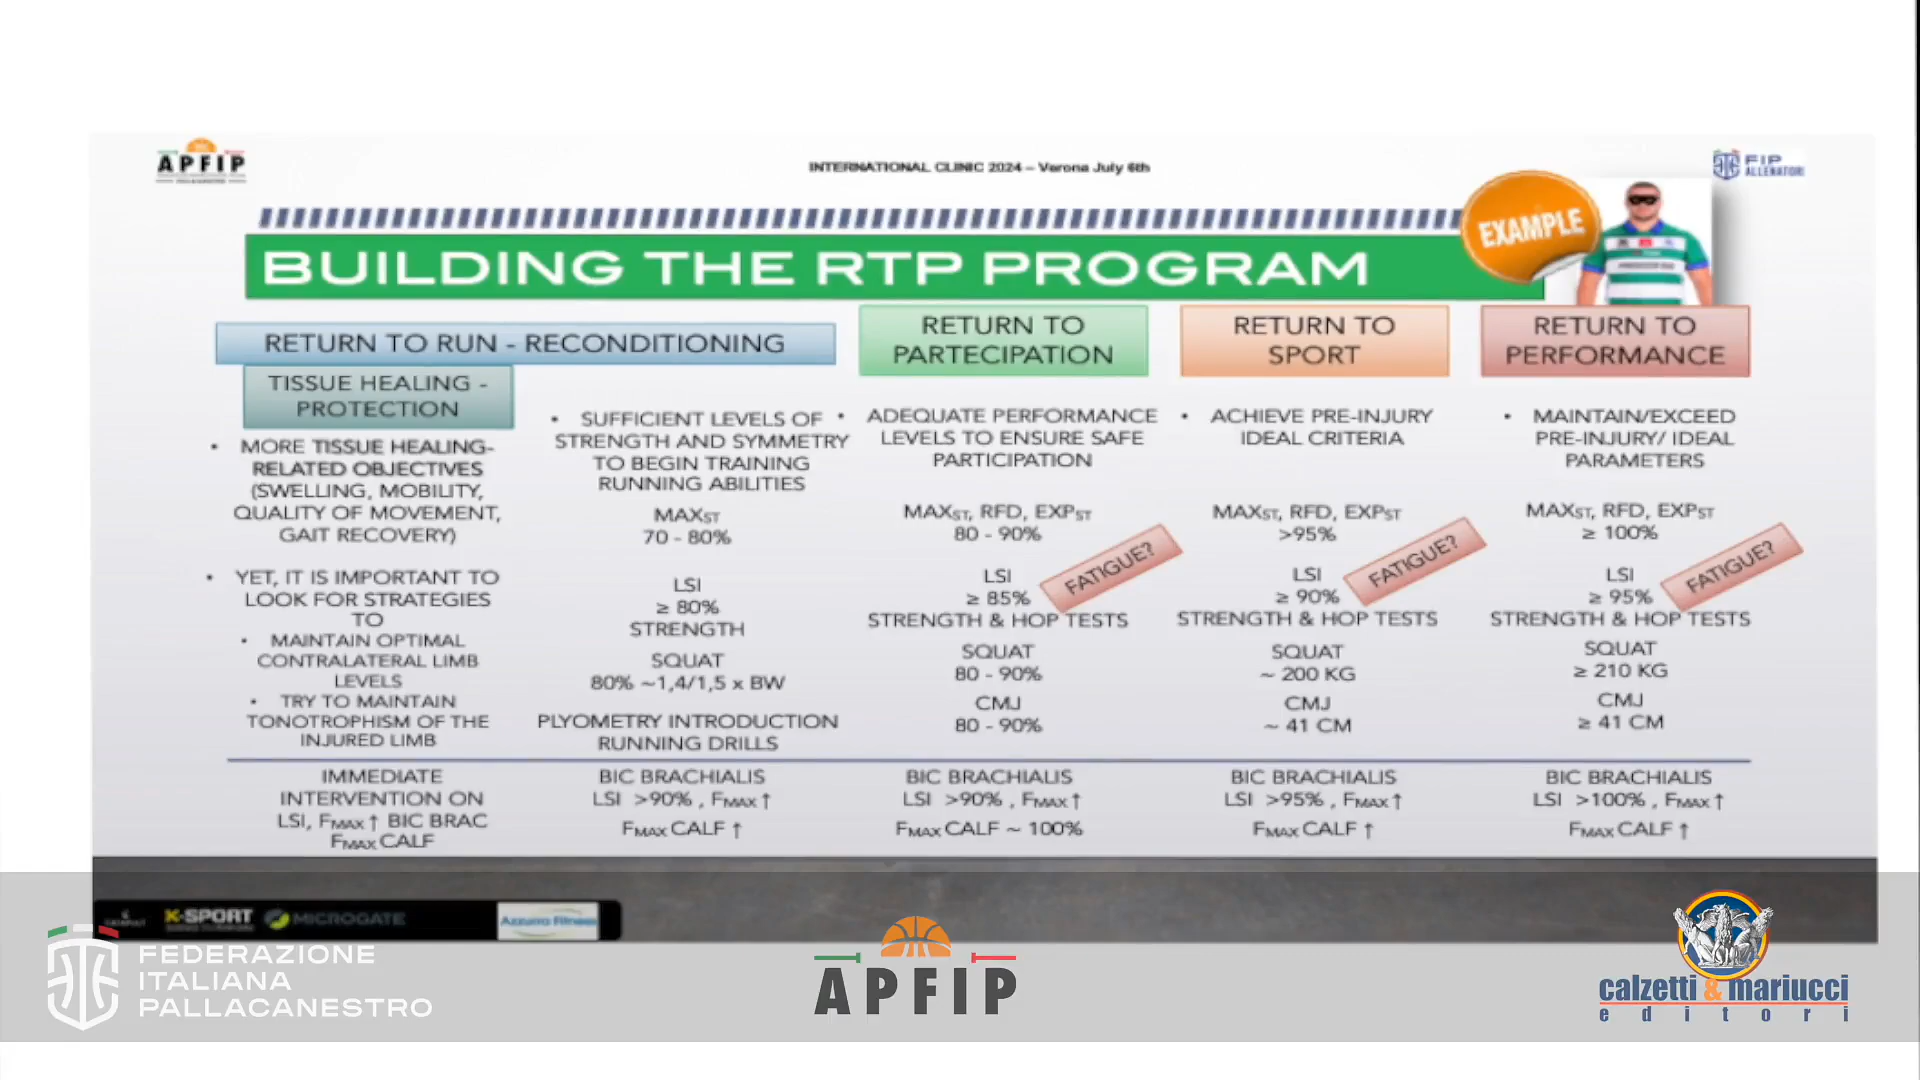 APFIP
INTERNATIONAL CLINIC 2024 – Verona July 6th
FIP
ALLENATORI
EXAMPLE
BUILDING THE RTP PROGRAM
RETURN TO RUN - RECONDITIONING
TISSUE HEALING -
PROTECTION
• MORE TISSUE HEALING-
RELATED OBJECTIVES
(SWELLING, MOBILITY,
QUALITY OF MOVEMENT,
GAIT RECOVERY)
• YET, IT IS IMPORTANT TO
LOOK FOR STRATEGIES
TO
• MAINTAIN OPTIMAL
CONTRALATERAL LIMB
LEVELS
• TRY TO MAINTAIN
TONOTROPHISM OF THE
INJURED LIMB
IMMEDIATE
INTERVENTION ON
LSI, FMAX ↑ BIC BRAC
FMAX CALF
• SUFFICIENT LEVELS OF
STRENGTH AND SYMMETRY
TO BEGIN TRAINING
RUNNING ABILITIES
MAXST
70 - 80%
LSI
≥ 80%
STRENGTH
SQUAT
80% ~1,4/1,5 x BW
PLYOMETRY INTRODUCTION
RUNNING DRILLS
BIC BRACHIALIS
LSI >90% , FMAX ↑
FMAX CALF ↑
RETURN TO
PARTECIPATION
• ADEQUATE PERFORMANCE
LEVELS TO ENSURE SAFE
PARTICIPATION
MAXST, RFD, EXPST
80 - 90%
FATIGUE?
LSI
≥ 85%
STRENGTH & HOP TESTS
SQUAT
80 - 90%
CMJ
80 - 90%
BIC BRACHIALIS
LSI >90% , FMAX ↑
FMAX CALF ~ 100%
RETURN TO
SPORT
• ACHIEVE PRE-INJURY
IDEAL CRITERIA
MAXST, RFD, EXPST
>95%
FATIGUE?
LSI
≥ 90%
STRENGTH & HOP TESTS
SQUAT
~ 200 KG
CMJ
~ 41 CM
BIC BRACHIALIS
LSI >95% , FMAX ↑
FMAX CALF ↑
RETURN TO
PERFORMANCE
• MAINTAIN/EXCEED
PRE-INJURY/ IDEAL
PARAMETERS
MAXST, RFD, EXPST
≥ 100%
FATIGUE?
LSI
≥ 95%
STRENGTH & HOP TESTS
SQUAT
≥ 210 KG
CMJ
≥ 41 CM
BIC BRACHIALIS
LSI >100% , FMAX ↑
FMAX CALF ↑
K-SPORT
MICROGATE
Azzurra Fitness
FEDERAZIONE
ITALIANA
PALLACANESTRO
APFIP
calzetti & mariucci
editori